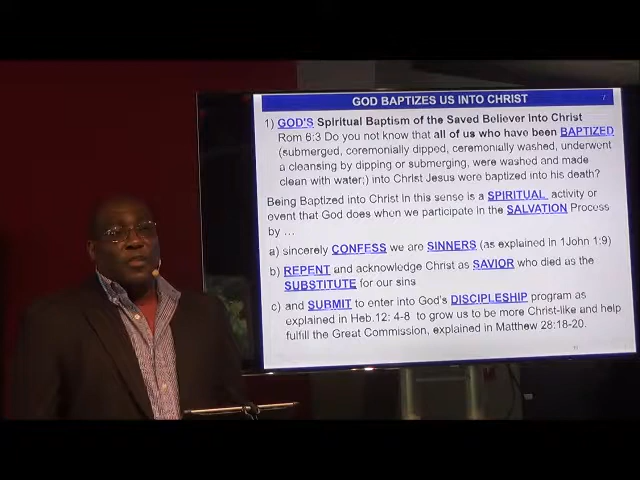 GOD BAPTIZES US INTO CHRIST
1) GOD'S Spiritual Baptism of the Saved Believer into Christ
Rom 6:3 Do you not know that all of us who have been BAPTIZED
(submerged, ceremonially dipped, ceremonially washed, underwent
a cleansing by dipping or submerging, were washed and made
clean with water;) into Christ Jesus were baptized into his death?
Being Baptized into Christ in this sense is a SPIRITUAL activity or
event that God does when we participate in the SALVATION Process
by ...
a) sincerely CONFESS we are SINNERS (as explained in 1John 1:9)
b) REPENT and acknowledge Christ as SAVIOR who died as the
SUBSTITUTE for our sins
c) and SUBMIT to enter into God's DISCIPLESHIP program as
explained in Heb.12: 4-8 to grow us to be more Christ-like and help
fulfill the Great Commission, explained in Matthew 28:18-20.